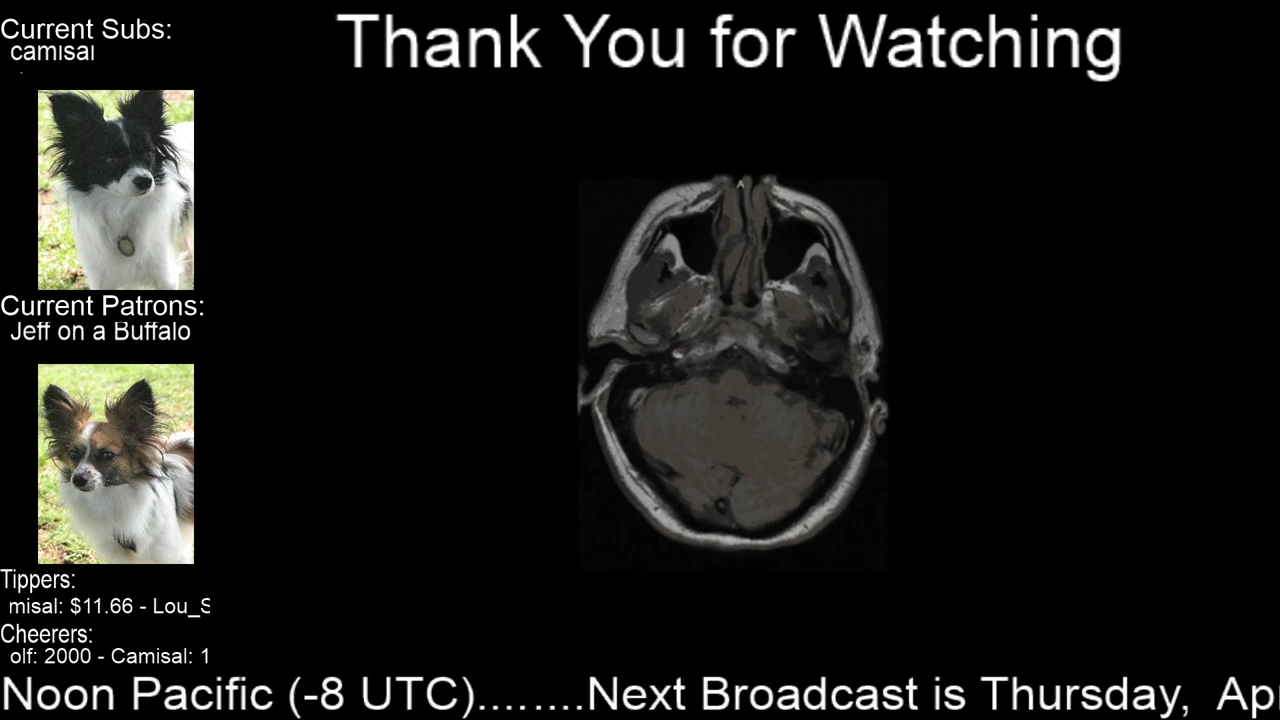 Thank You for Watching
Current Subs:
camisal
A
Current Patrons:
Jeff on a Buffalo
Tippers:
misal: $11.66 - Lou_S
Cheerers:
olf: 2000 - Camisal: 1
Noon Pacific (-8 UTC)........Next Broadcast is Thursday, Ap